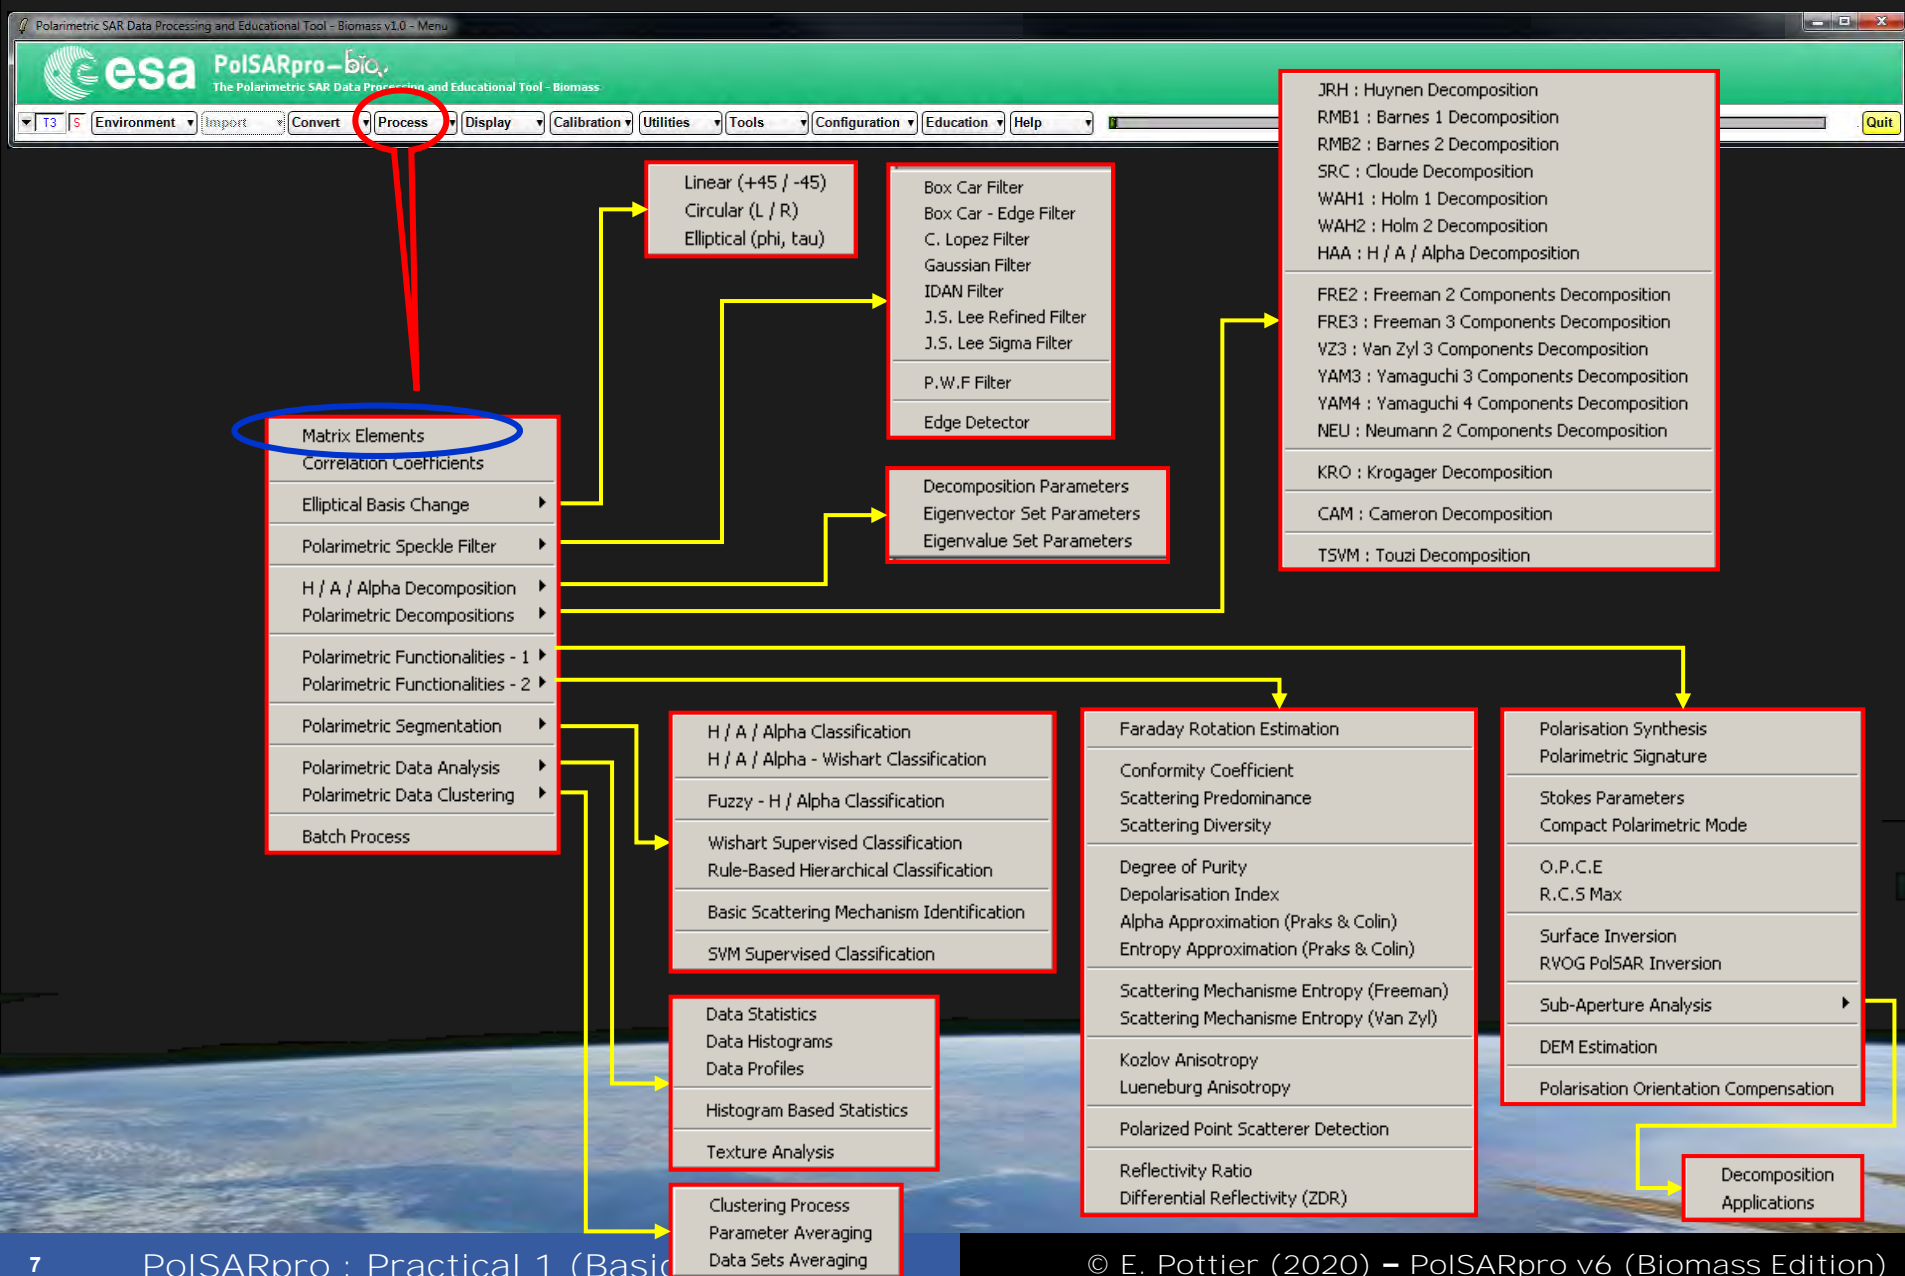 Polarimetric SAR Data Processing and Educational Tool - Biomass v1.0 - Menu
esa
PolSARpro-bio
The Polarimetric SAR Data Processing and Educational Tool - Biomass
T3 S Environment Import Convert Process Display Calibration Utilities Tools Configuration Education Help Quit
Matrix Elements
Correlation Coefficients
Elliptical Basis Change
Polarimetric Speckle Filter
H / A / Alpha Decomposition
Polarimetric Decompositions
Polarimetric Functionalities - 1
Polarimetric Functionalities - 2
Polarimetric Segmentation
Polarimetric Data Analysis
Polarimetric Data Clustering
Batch Process
Linear (+45 / -45)
Circular (L / R)
Elliptical (phi, tau)
Box Car Filter
Box Car - Edge Filter
C. Lopez Filter
Gaussian Filter
IDAN Filter
J.S. Lee Refined Filter
J.S. Lee Sigma Filter
P.W.F Filter
Edge Detector
Decomposition Parameters
Eigenvector Set Parameters
Eigenvalue Set Parameters
JRH : Huynen Decomposition
RMB1 : Barnes 1 Decomposition
RMB2 : Barnes 2 Decomposition
SRC : Cloude Decomposition
WAH1 : Holm 1 Decomposition
WAH2 : Holm 2 Decomposition
HAA : H / A / Alpha Decomposition
FRE2 : Freeman 2 Components Decomposition
FRE3 : Freeman 3 Components Decomposition
VZ3 : Van Zyl 3 Components Decomposition
YAM3 : Yamaguchi 3 Components Decomposition
YAM4 : Yamaguchi 4 Components Decomposition
NEU : Neumann 2 Components Decomposition
KRO : Krogager Decomposition
CAM : Cameron Decomposition
TSVM : Touzi Decomposition
H / A / Alpha Classification
H / A / Alpha - Wishart Classification
Fuzzy - H / Alpha Classification
Wishart Supervised Classification
Rule-Based Hierarchical Classification
Basic Scattering Mechanism Identification
SVM Supervised Classification
Data Statistics
Data Histograms
Data Profiles
Histogram Based Statistics
Texture Analysis
Clustering Process
Parameter Averaging
Data Sets Averaging
Faraday Rotation Estimation
Conformity Coefficient
Scattering Predominance
Scattering Diversity
Degree of Purity
Depolarisation Index
Alpha Approximation (Praks & Colin)
Entropy Approximation (Praks & Colin)
Scattering Mechanisme Entropy (Freeman)
Scattering Mechanisme Entropy (Van Zyl)
Kozlov Anisotropy
Lueneburg Anisotropy
Polarized Point Scatterer Detection
Reflectivity Ratio
Differential Reflectivity (ZDR)
Polarisation Synthesis
Polarimetric Signature
Stokes Parameters
Compact Polarimetric Mode
O.P.C.E
R.C.S Max
Surface Inversion
RVOG PolSAR Inversion
Sub-Aperture Analysis
DEM Estimation
Polarisation Orientation Compensation
Decomposition
Applications
7 PolSARpro : Practical 1 (Basic
© E. Pottier (2020) – PolSARpro v6 (Biomass Edition)